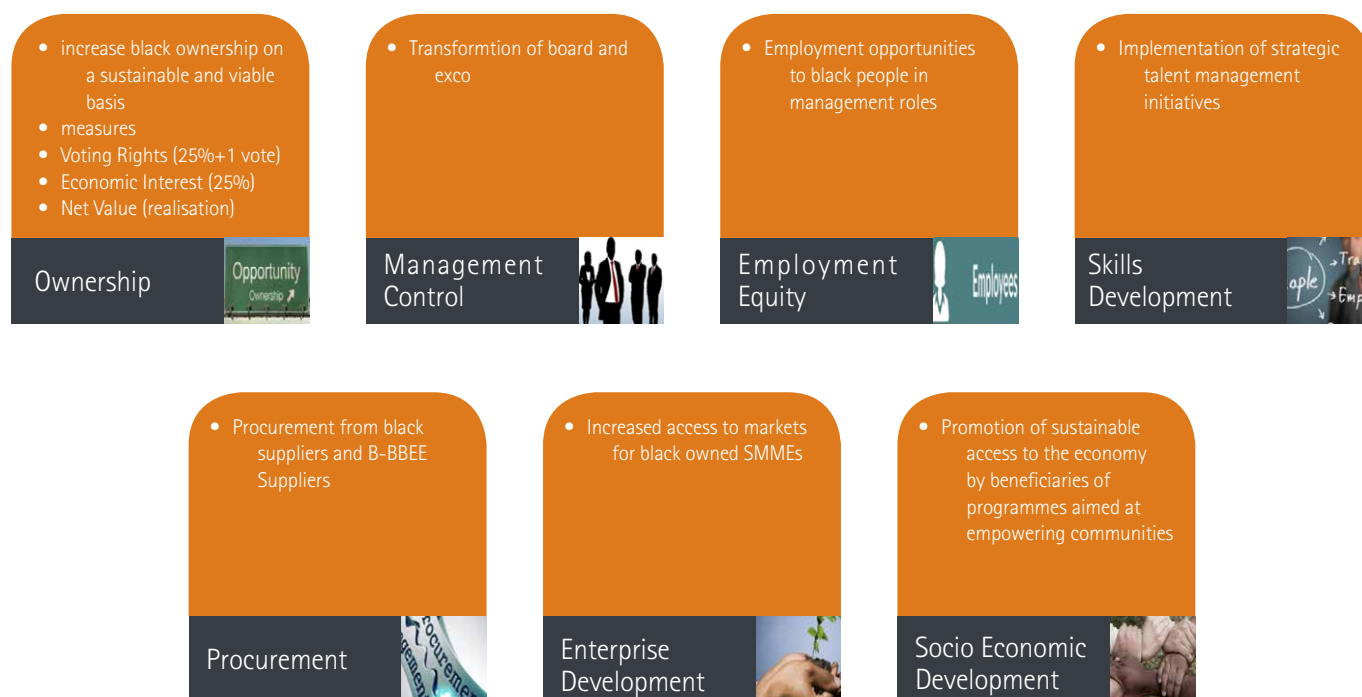 • increase black ownership on
a sustainable and viable
basis
• measures
• Voting Rights (25%+1 vote)
• Economic Interest (25%)
• Net Value (realisation)
Ownership
Opportunity
Ownership
• Transformtion of board and
exco
Management
Control
• Employment opportunities
to black people in
management roles
Employment
Equity
Employees
• Implementation of strategic
talent management
initiatives
Skills
Development
• Procurement from black
suppliers and B-BBEE
Suppliers
Procurement
• Increased access to markets
for black owned SMMEs
Enterprise
Development
• Promotion of sustainable
access to the economy
by beneficiaries of
programmes aimed at
empowering communities
Socio Economic
Development